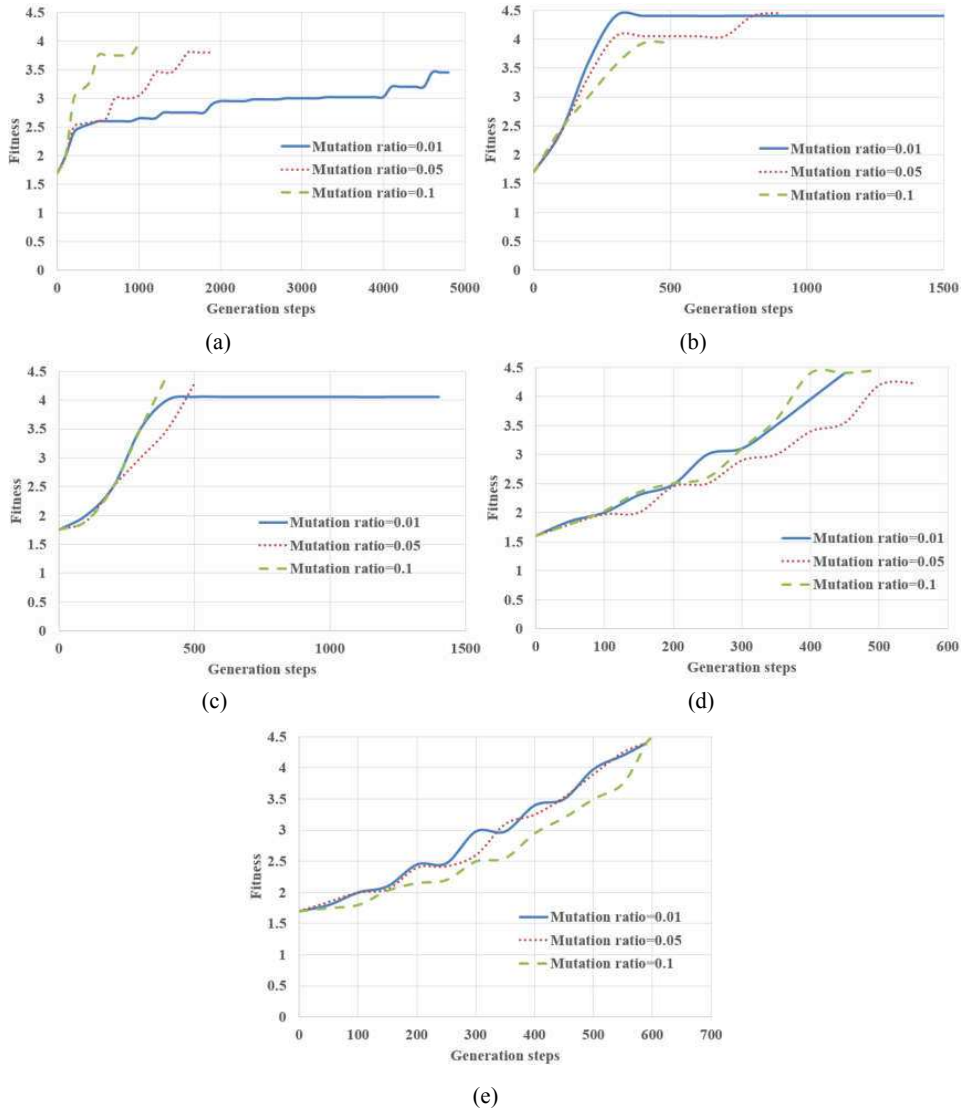 4.5
4
3.5
3
2.5
2
1.5
1
0.5
0
Fitness
Mutation ratio=0.01
Mutation ratio=0.05
Mutation ratio=0.1
0 1000 2000 3000 4000 5000
Generation steps
(a)
4.5
4
3.5
3
2.5
2
1.5
1
0.5
0
Fitness
Mutation ratio=0.01
Mutation ratio=0.05
Mutation ratio=0.1
0 500 1000 1500
Generation steps
(b)
4.5
4
3.5
3
2.5
2
1.5
1
0.5
0
Fitness
Mutation ratio=0.01
Mutation ratio=0.05
Mutation ratio=0.1
0 500 1000 1500
Generation steps
(c)
4.5
4
3.5
3
2.5
2
1.5
1
0.5
0
Fitness
Mutation ratio=0.01
Mutation ratio=0.05
Mutation ratio=0.1
0 100 200 300 400 500 600
Generation steps
(d)
4.5
4
3.5
3
2.5
2
1.5
1
0.5
0
Fitness
Mutation ratio=0.01
Mutation ratio=0.05
Mutation ratio=0.1
0 100 200 300 400 500 600 700
Generation steps
(e)